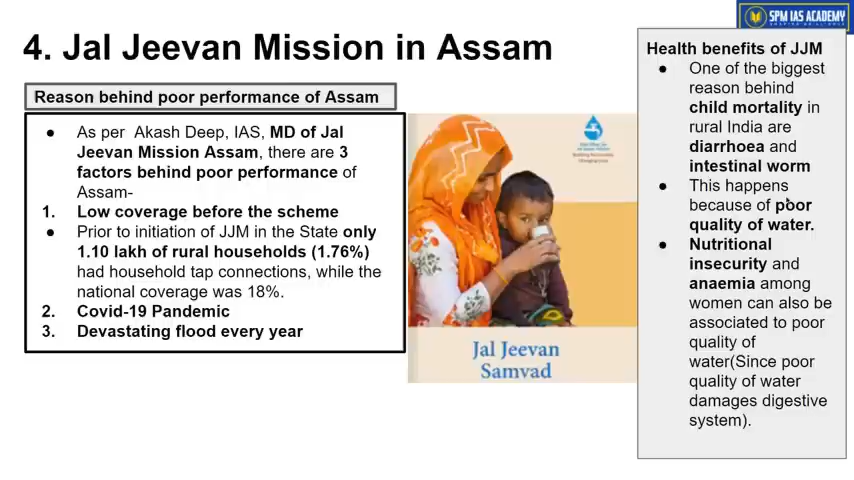 SPM IAS ACADEMY
4. Jal Jeevan Mission in Assam
Reason behind poor performance of Assam
● As per Akash Deep, IAS, MD of Jal
Jeevan Mission Assam, there are 3
factors behind poor performance of
Assam-
1. Low coverage before the scheme
● Prior to initiation of JJM in the State only
1.10 lakh of rural households (1.76%)
had household tap connections, while the
national coverage was 18%.
2. Covid-19 Pandemic
3. Devastating flood every year
Jal Jeevan
Samvad
Health benefits of JJM
● One of the biggest
reason behind
child mortality in
rural India are
diarrhoea and
intestinal worm
● This happens
because of poor
quality of water.
● Nutritional
insecurity and
anaemia among
women can also be
associated to poor
quality of
water(Since poor
quality of water
damages digestive
system).